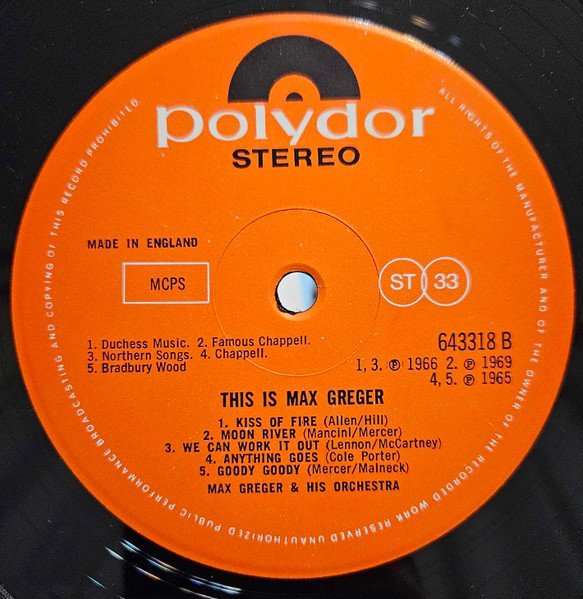 polydor
STEREO
MADE IN ENGLAND
MCPS
ST 33
1. Duchess Music. 2. Famous Chappell.
3. Northern Songs. 4. Chappell.
5. Bradbury Wood
643318 B
1, 3. ℗ 1966 2. ℗ 1969
4, 5. ℗ 1965
THIS IS MAX GREGER
1. KISS OF FIRE (Allen/Hill)
2. MOON RIVER (Mancini/Mercer)
3. WE CAN WORK IT OUT (Lennon/McCartney)
4. ANYTHING GOES (Cole Porter)
5. GOODY GOODY (Mercer/Malneck)
MAX GREGER & HIS ORCHESTRA
ALL RIGHTS OF THE MANUFACTURER AND OF THE OWNER OF THE RECORDED WORK RESERVED UNAUTHORIZED PUBLIC PERFORMANCE BROADCASTING AND COPYING OF THIS RECORD PROHIBITED